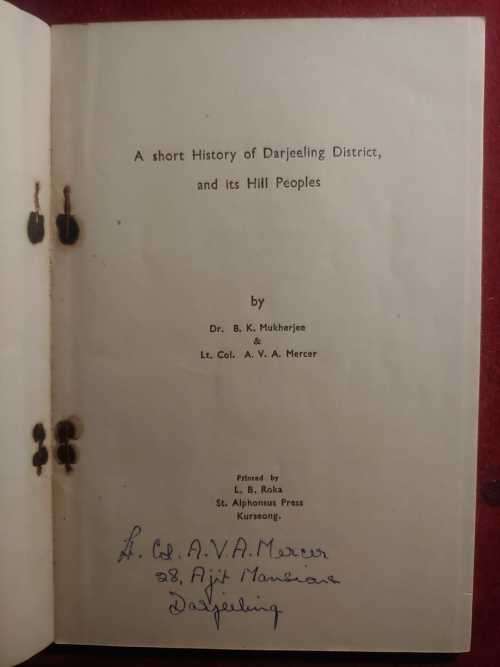 A short History of Darjeeling District,
and its Hill Peoples
by
Dr. B. K. Mukherjee
&
Lt. Col. A. V. A. Mercer
Printed by
L. B. Roka
St. Alphonsus Press
Kurseong.
Lt. Col. A.V.A. Mercer
28, Ajit Mansions
Darjeeling